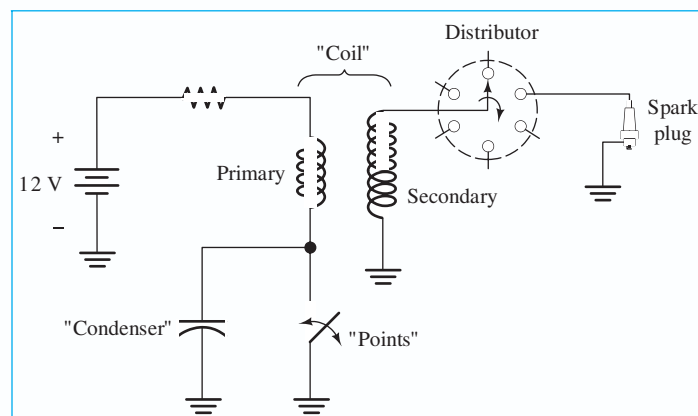 Distributor
"Coil"
Spark
plug
+
Primary
12 V
Secondary
−
"Condenser"
"Points"